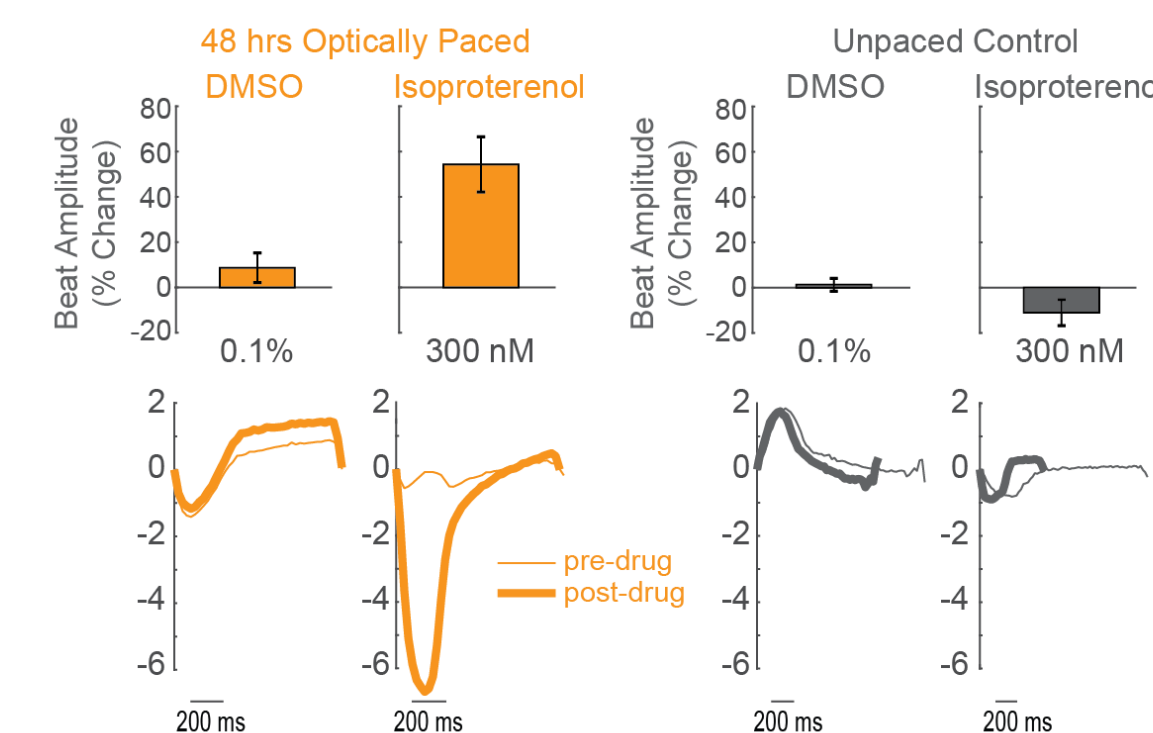 48 hrs Optically Paced
Unpaced Control
DMSO
Isoproterenol
DMSO
Isoproterenc
Beat Amplitude
(% Change)
80
60
40
20
0
-20
Beat Amplitude
(% Change)
80
60
40
20
0
-20
0.1%
300 nM
0.1%
300 nM
2
0
-2
-4
-6
2
0
-2
-4
-6
2
0
-2
-4
-6
2
0
-2
-4
-6
pre-drug
post-drug
200 ms
200 ms
200 ms
200 ms